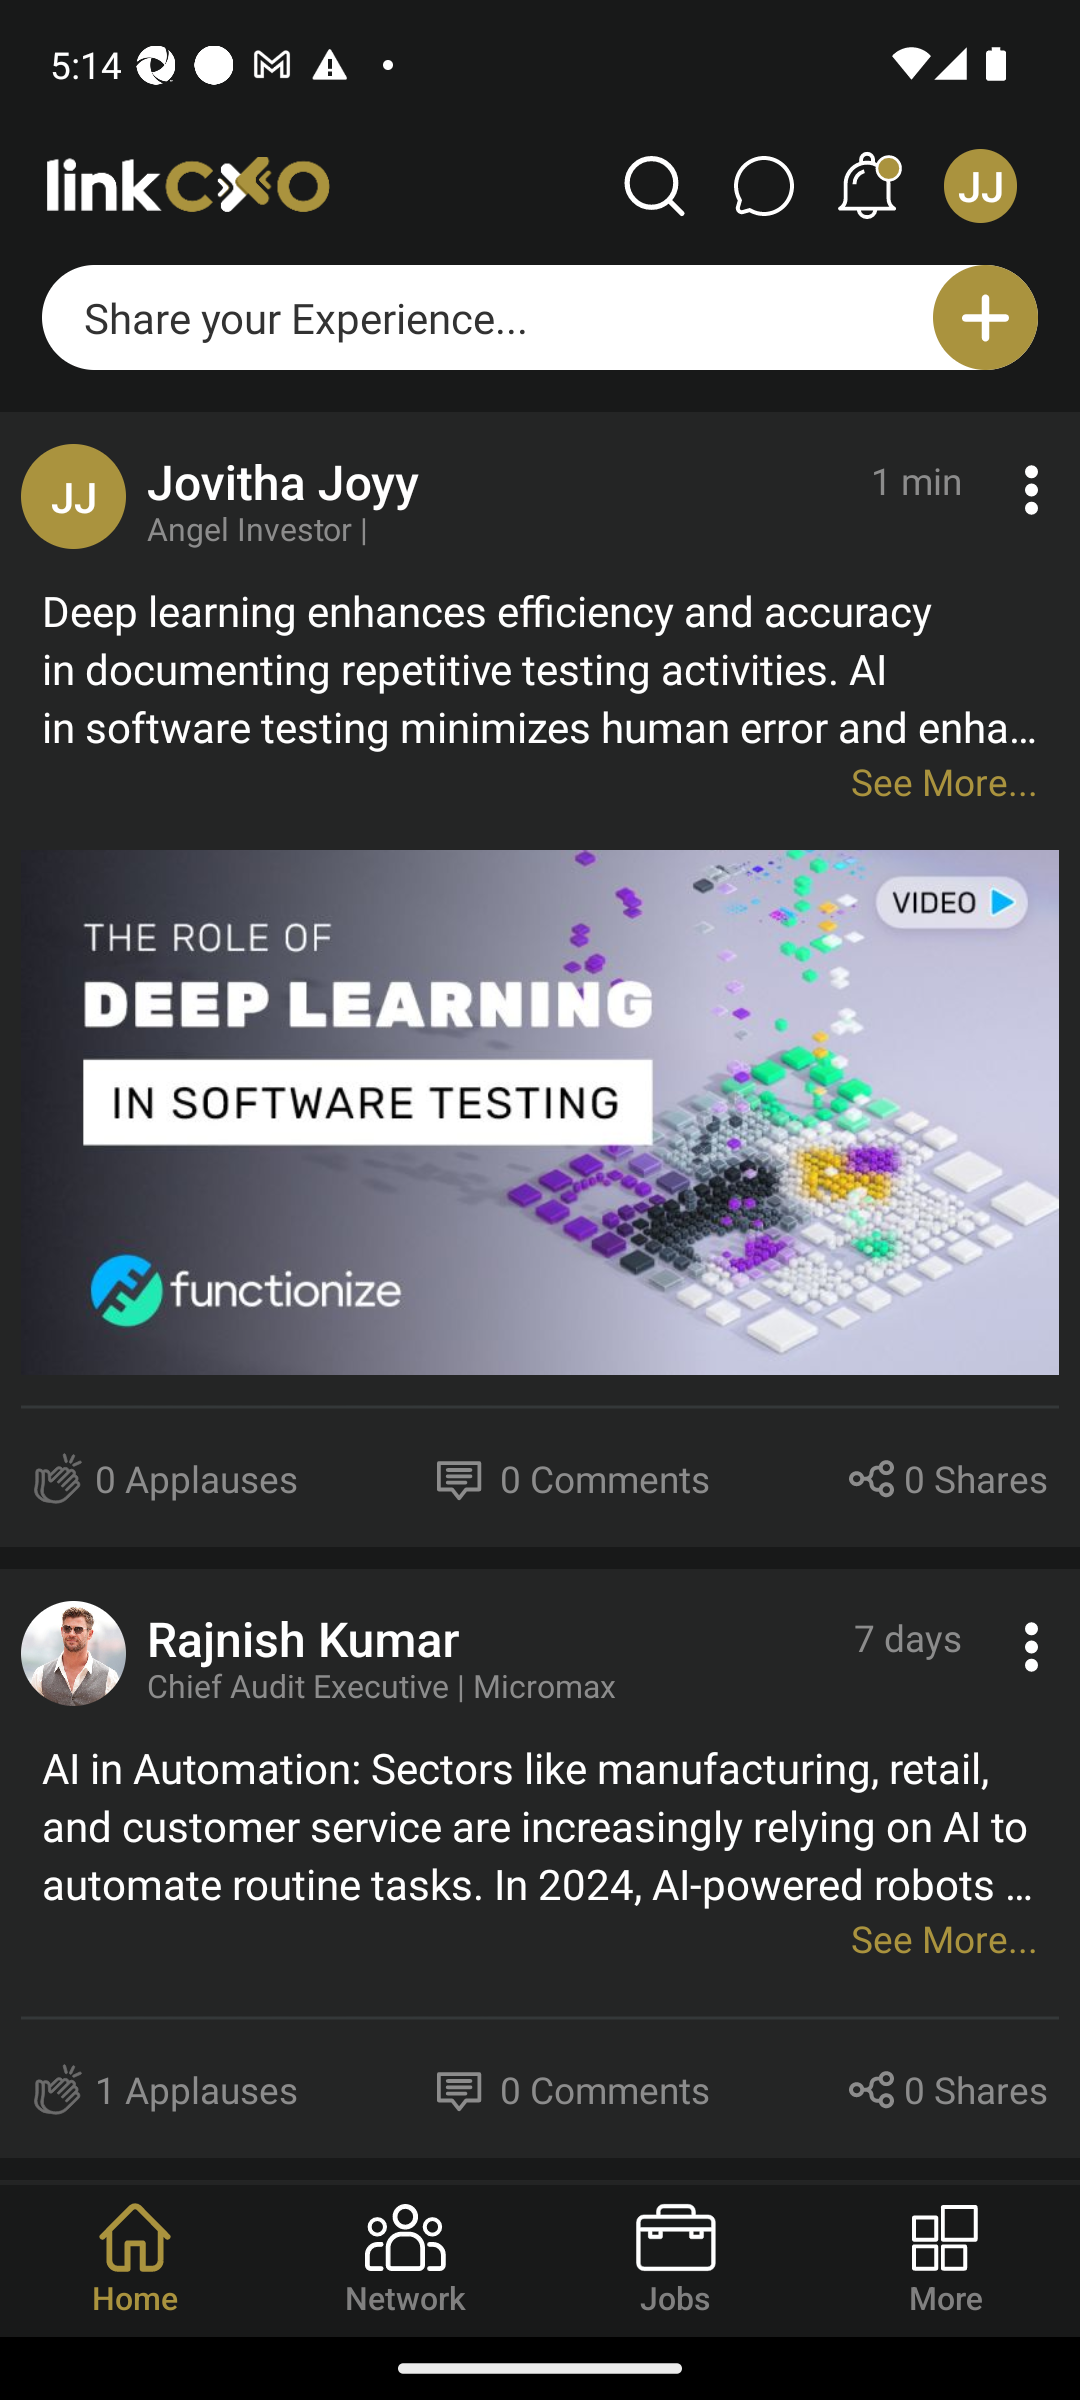 5:14
linkCXO
JJ
Share your Experience...
JJ
Jovitha Joyy
1 min
Angel Investor |
Deep learning enhances efficiency and accuracy
in documenting repetitive testing activities. AI
in software testing minimizes human error and enha...
See More...
VIDEO
THE ROLE OF
DEEP LEARNING
IN SOFTWARE TESTING
functionize
0 Applauses
0 Comments
0 Shares
Rajnish Kumar
7 days
Chief Audit Executive | Micromax
AI in Automation: Sectors like manufacturing, retail,
and customer service are increasingly relying on AI to
automate routine tasks. In 2024, AI-powered robots ...
See More...
1 Applauses
0 Comments
0 Shares
Home
Network
Jobs
More